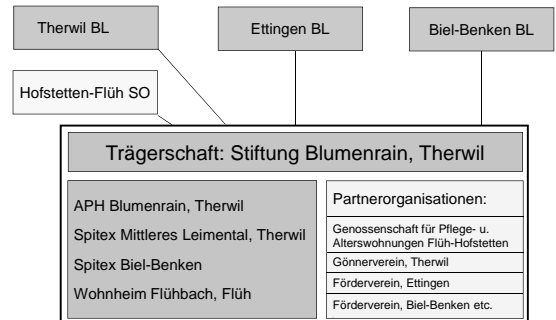 Therwil BL
Ettingen BL
Biel-Benken BL
Hofstetten-Flüh SO
Trägerschaft: Stiftung Blumenrain, Therwil
APH Blumenrain, Therwil
Spitex Mittleres Leimental, Therwil
Spitex Biel-Benken
Wohnheim Flühbach, Flüh
Partnerorganisationen:
Genossenschaft für Pflege- u.
Alterswohnungen Flüh-Hofstetten
Gönnerverein, Therwil
Förderverein, Ettingen
Förderverein, Biel-Benken etc.